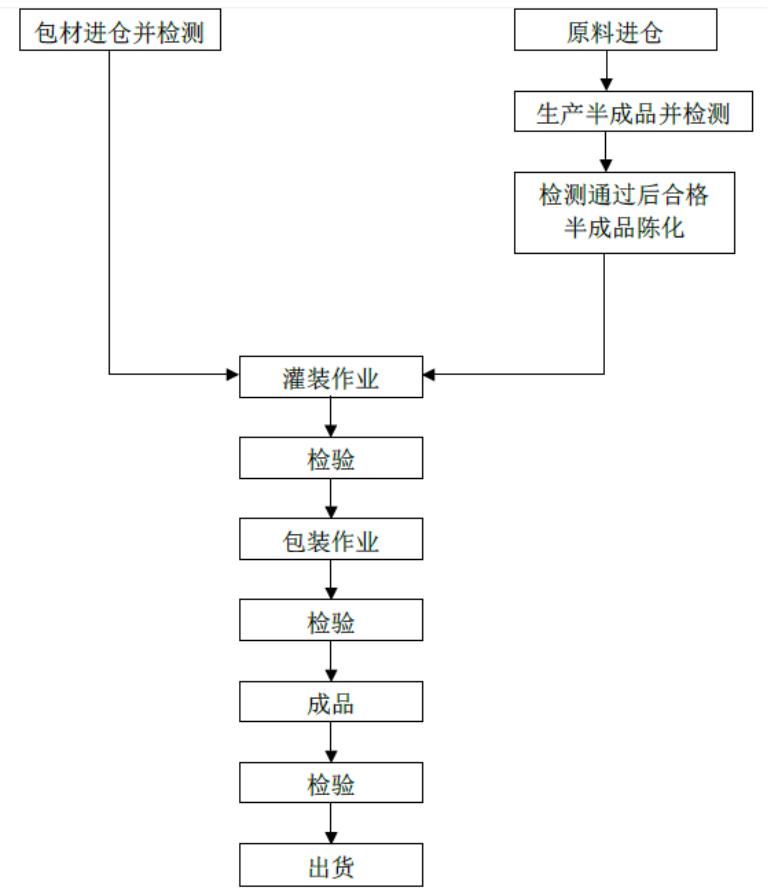 包材进仓并检测
原料进仓
生产半成品并检测
检测通过后合格
半成品陈化
灌装作业
检验
包装作业
检验
成品
检验
出货